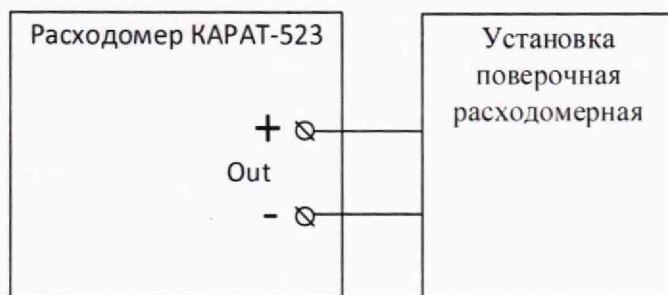 Расходомер КАРАТ-523
Установка
поверочная
расходомерная
+
Out
-